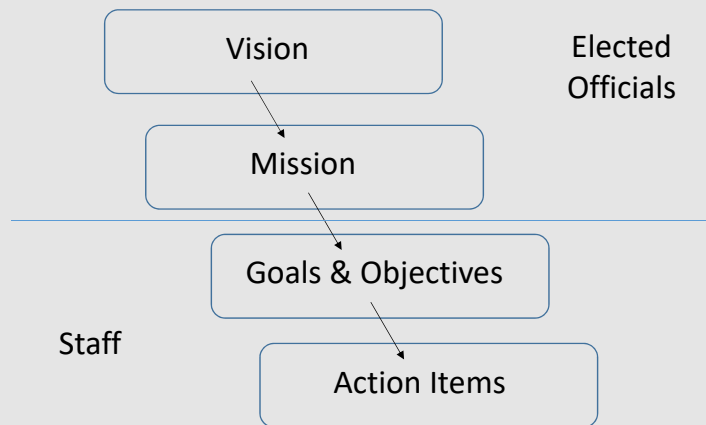 Vision
Elected
Officials
Mission
Goals & Objectives
Staff
Action Items